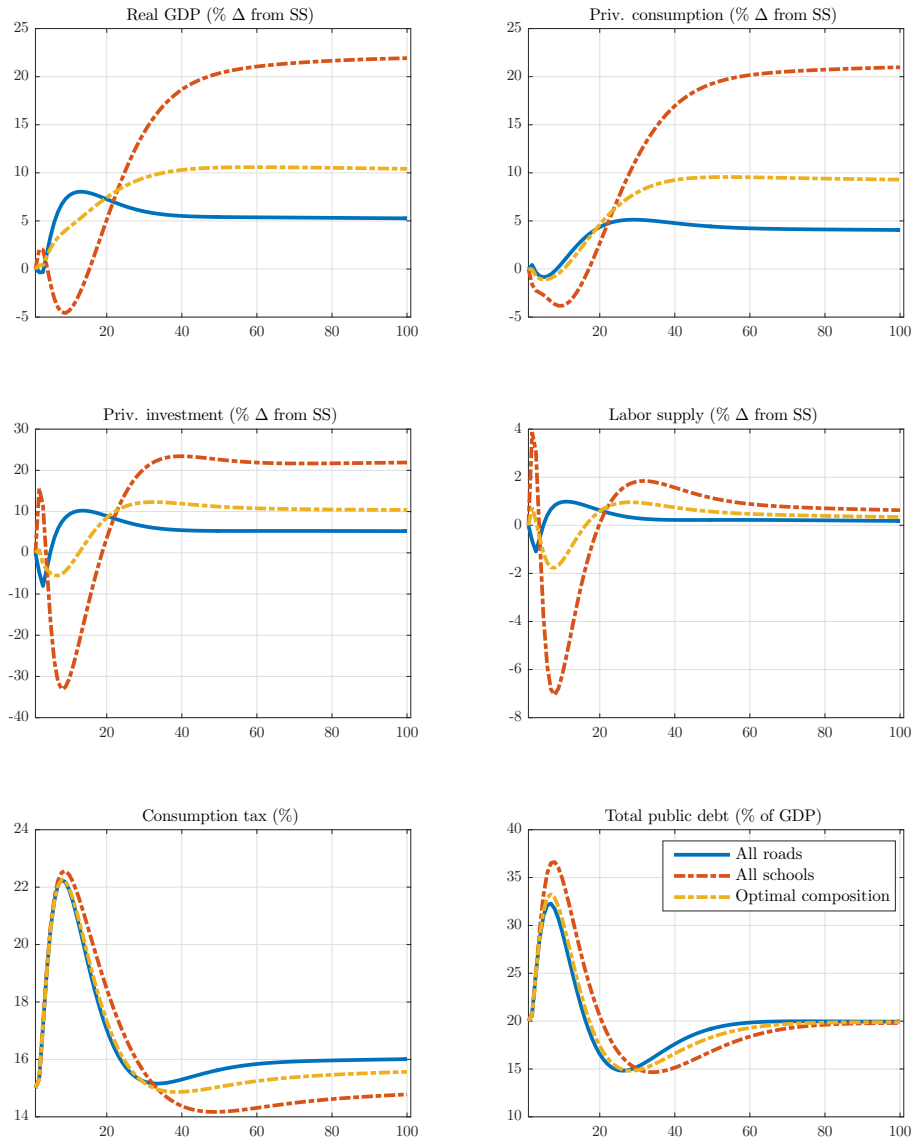 Real GDP (% Δ from SS)
25
20
15
10
5
0
-5
20 40 60 80 100
Priv. consumption (% Δ from SS)
25
20
15
10
5
0
-5
20 40 60 80 100
Priv. investment (% Δ from SS)
30
20
10
0
-10
-20
-30
-40
20 40 60 80 100
Labor supply (% Δ from SS)
4
2
0
-2
-4
-6
-8
20 40 60 80 100
Consumption tax (%)
24
22
20
18
16
14
20 40 60 80 100
Total public debt (% of GDP)
40
35
30
25
20
15
10
20 40 60 80 100
All roads
All schools
Optimal composition